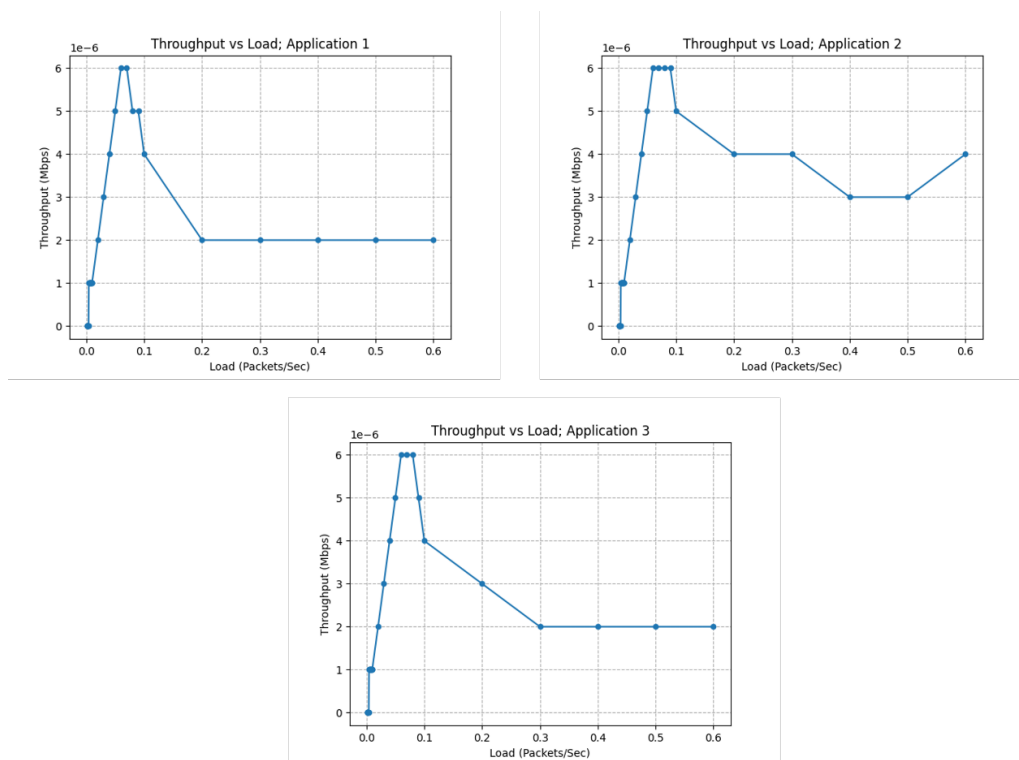 Throughput vs Load; Application 1
1e−6
6
5
4
3
2
1
0
Throughput (Mbps)
0.0 0.1 0.2 0.3 0.4 0.5 0.6
Load (Packets/Sec)
Throughput vs Load; Application 2
1e−6
6
5
4
3
2
1
0
Throughput (Mbps)
0.0 0.1 0.2 0.3 0.4 0.5 0.6
Load (Packets/Sec)
Throughput vs Load; Application 3
1e−6
6
5
4
3
2
1
0
Throughput (Mbps)
0.0 0.1 0.2 0.3 0.4 0.5 0.6
Load (Packets/Sec)